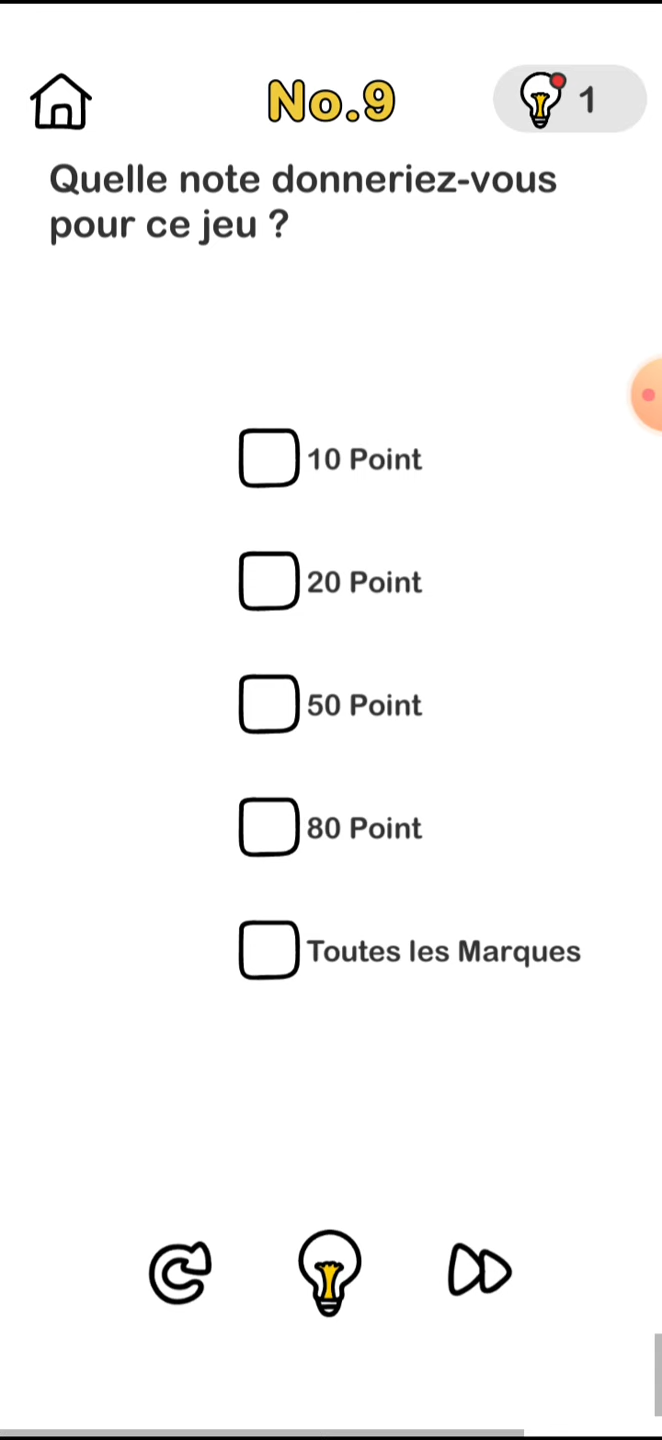 No.9
1
Quelle note donneriez-vous
pour ce jeu ?
10 Point
20 Point
50 Point
80 Point
Toutes les Marques